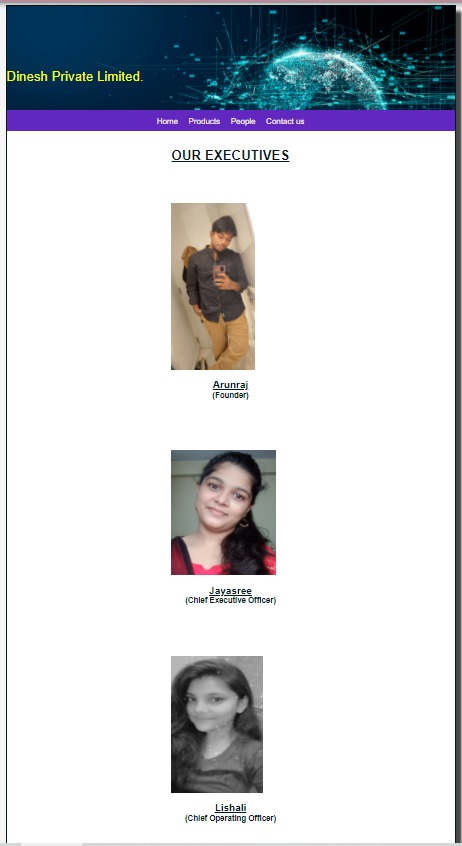 Dinesh Private Limited.
Home Products People Contact us
OUR EXECUTIVES
Arunraj
(Founder)
Jayasree
(Chief Executive Officer)
Lishali
(Chief Operating Officer)